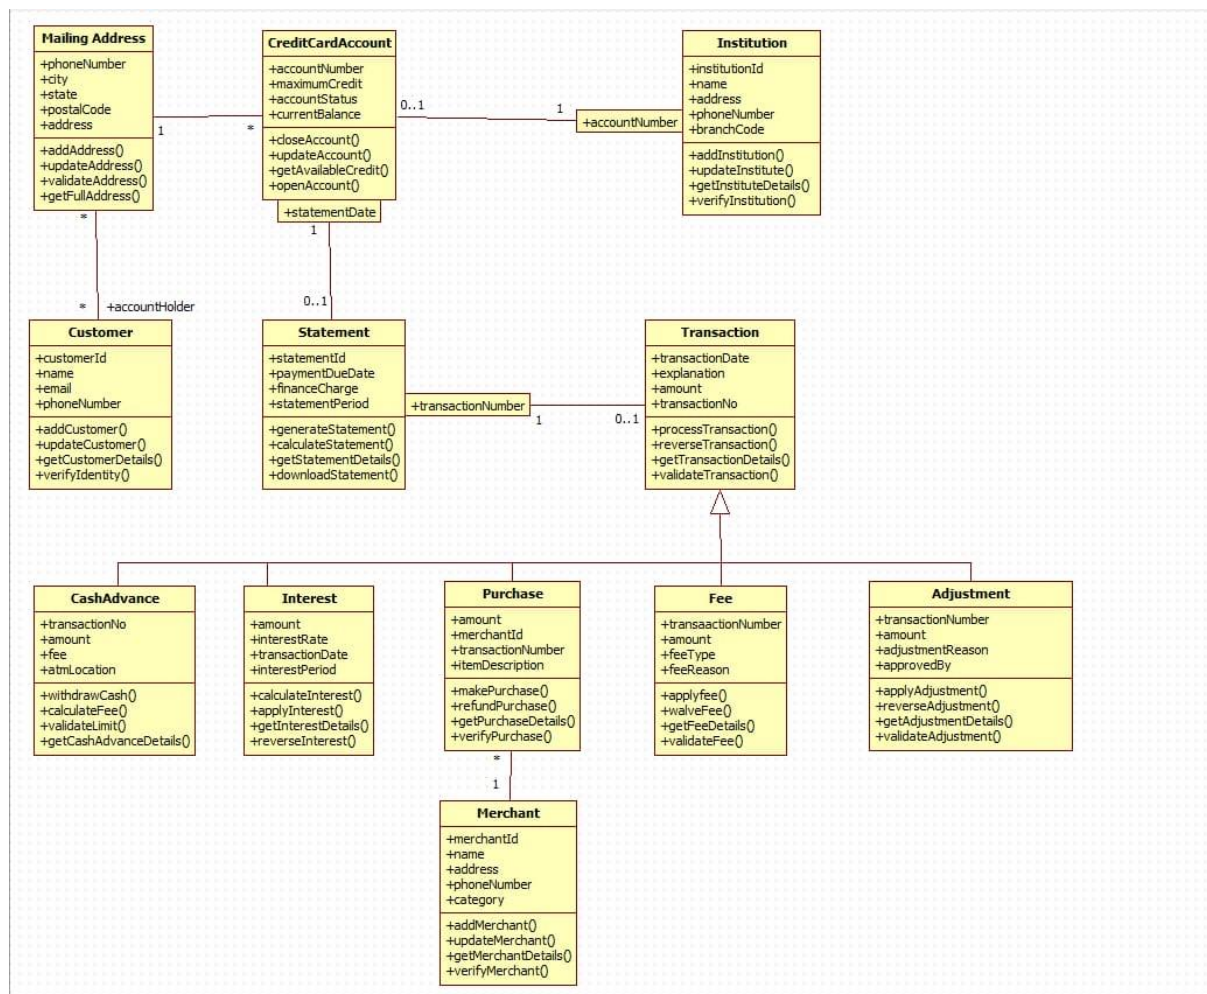 Mailing Address
+phoneNumber
+city
+state
+postalCode
+address
+addAddress()
+updateAddress()
+validateAddress()
+getFullAddress()
CreditCardAccount
+accountNumber
+maximumCredit
+accountStatus
+currentBalance
+closeAccount()
+updateAccount()
+getAvailableCredit()
+openAccount()
+statementDate
Institution
+institutionId
+name
+address
+phoneNumber
+branchCode
+addInstitution()
+updateInstitute()
+getInstituteDetails()
+verifyInstitution()
+accountNumber
1
*
0..1
1
*
* +accountHolder
1
0..1
Customer
+customerId
+name
+email
+phoneNumber
+addCustomer()
+updateCustomer()
+getCustomerDetails()
+verifyIdentity()
Statement
+statementId
+paymentDueDate
+financeCharge
+statementPeriod
+generateStatement()
+calculateStatement()
+getStatementDetails()
+downloadStatement()
+transactionNumber
1
0..1
Transaction
+transactionDate
+explanation
+amount
+transactionNo
+processTransaction()
+reverseTransaction()
+getTransactionDetails()
+validateTransaction()
CashAdvance
+transactionNo
+amount
+fee
+atmLocation
+withdrawCash()
+calculateFee()
+validateLimit()
+getCashAdvanceDetails()
Interest
+amount
+interestRate
+transactionDate
+interestPeriod
+calculateInterest()
+applyInterest()
+getInterestDetails()
+reverseInterest()
Purchase
+amount
+merchantId
+transactionNumber
+itemDescription
+makePurchase()
+refundPurchase()
+getPurchaseDetails()
+verifyPurchase()
Fee
+transaactionNumber
+amount
+feeType
+feeReason
+applyfee()
+walveFee()
+getFeeDetails()
+validateFee()
Adjustment
+transactionNumber
+amount
+adjustmentReason
+approvedBy
+applyAdjustment()
+reverseAdjustment()
+getAdjustmentDetails()
+validateAdjustment()
*
1
Merchant
+merchantId
+name
+address
+phoneNumber
+category
+addMerchant()
+updateMerchant()
+getMerchantDetails()
+verifyMerchant()